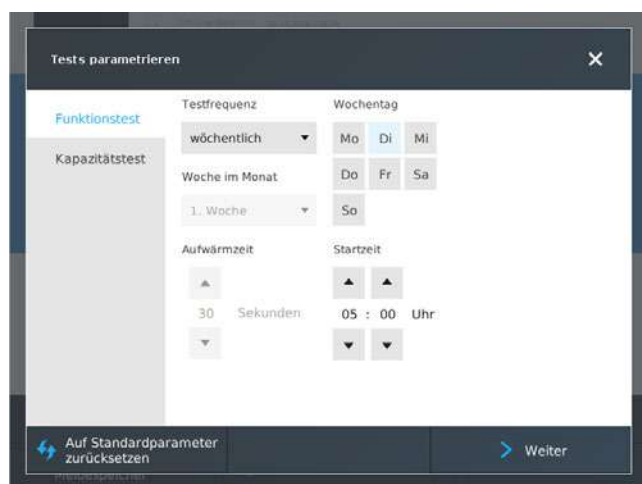 Tests parametrieren
Funktionstest
Kapazitätstest
Testfrequenz
wöchentlich
Woche im Monat
1. Woche
Aufwärmzeit
30 Sekunden
Wochentag
Mo Di Mi
Do Fr Sa
So
Startzeit
05 : 00 Uhr
Auf Standardparameter
zurücksetzen
Weiter
Meldespeicher